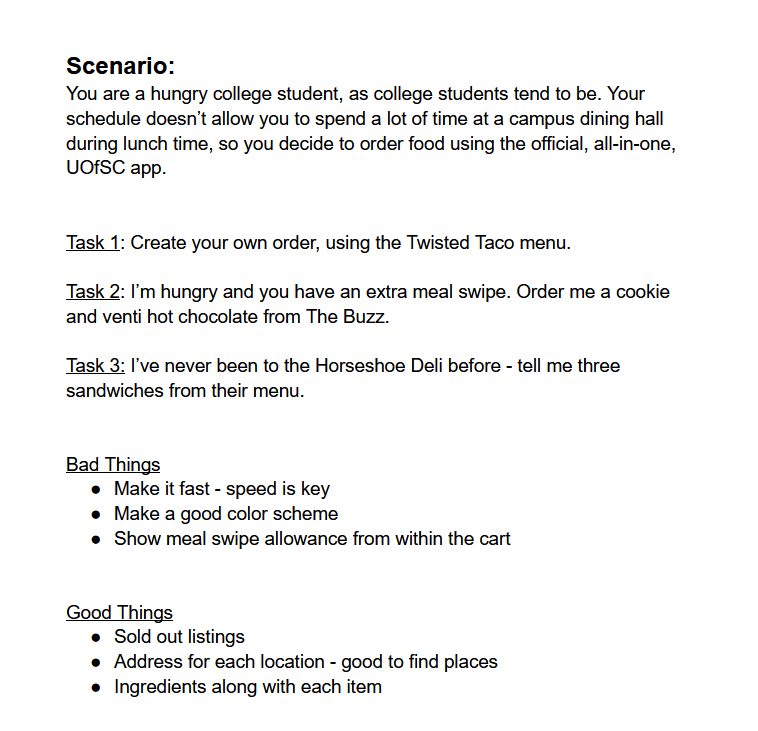 Scenario:
You are a hungry college student, as college students tend to be. Your
schedule doesn’t allow you to spend a lot of time at a campus dining hall
during lunch time, so you decide to order food using the official, all-in-one,
UOfSC app.
Task 1: Create your own order, using the Twisted Taco menu.
Task 2: I’m hungry and you have an extra meal swipe. Order me a cookie
and venti hot chocolate from The Buzz.
Task 3: I’ve never been to the Horseshoe Deli before - tell me three
sandwiches from their menu.
Bad Things
● Make it fast - speed is key
● Make a good color scheme
● Show meal swipe allowance from within the cart
Good Things
● Sold out listings
● Address for each location - good to find places
● Ingredients along with each item